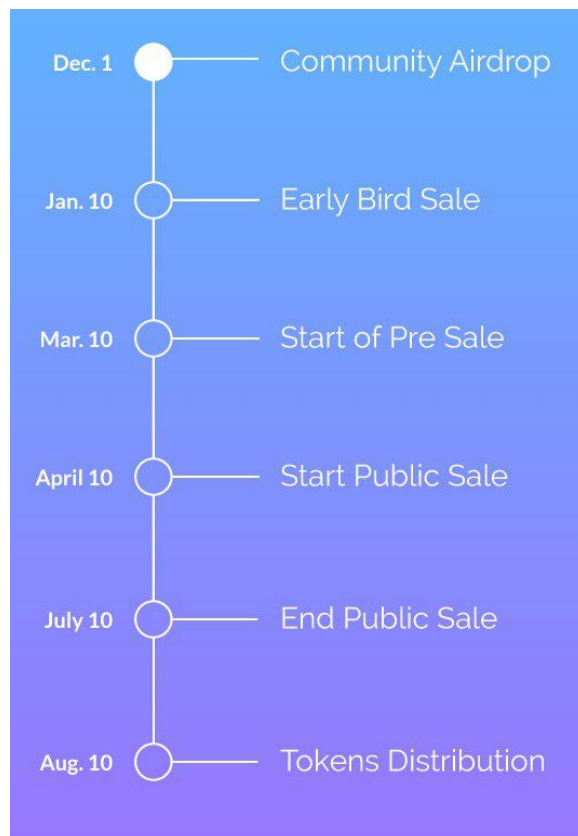 Dec. 1 Community Airdrop
Jan. 10 Early Bird Sale
Mar. 10 Start of Pre Sale
April 10 Start Public Sale
July 10 End Public Sale
Aug. 10 Tokens Distribution